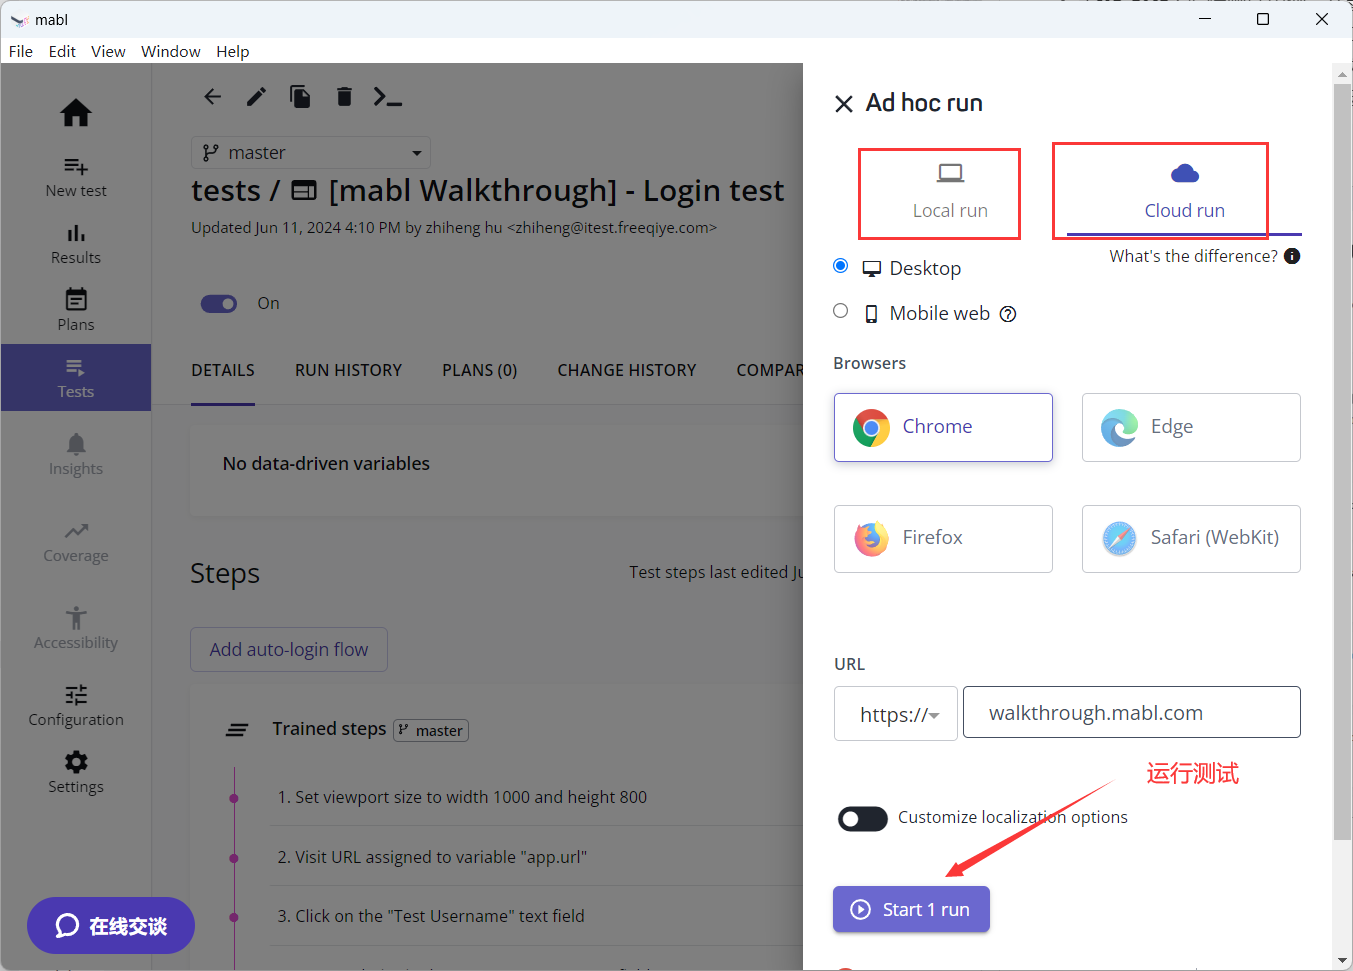 mabl
File Edit View Window Help
New test
Results
Plans
Tests
Insights
Coverage
Accessibility
Configuration
Settings
在线交谈
master
tests / [mabl Walkthrough] - Login test
Updated Jun 11, 2024 4:10 PM by zhiheng hu <zhiheng@itest.freeqiye.com>
On
DETAILS RUN HISTORY PLANS (0) CHANGE HISTORY COMPAR
No data-driven variables
Steps
Test steps last edited Ju
Add auto-login flow
Trained steps master
1. Set viewport size to width 1000 and height 800
2. Visit URL assigned to variable "app.url"
3. Click on the "Test Username" text field
Ad hoc run
Local run
Cloud run
What's the difference?
Desktop
Mobile web
Browsers
Chrome
Edge
Firefox
Safari (WebKit)
URL
https://
walkthrough.mabl.com
运行测试
Customize localization options
Start 1 run